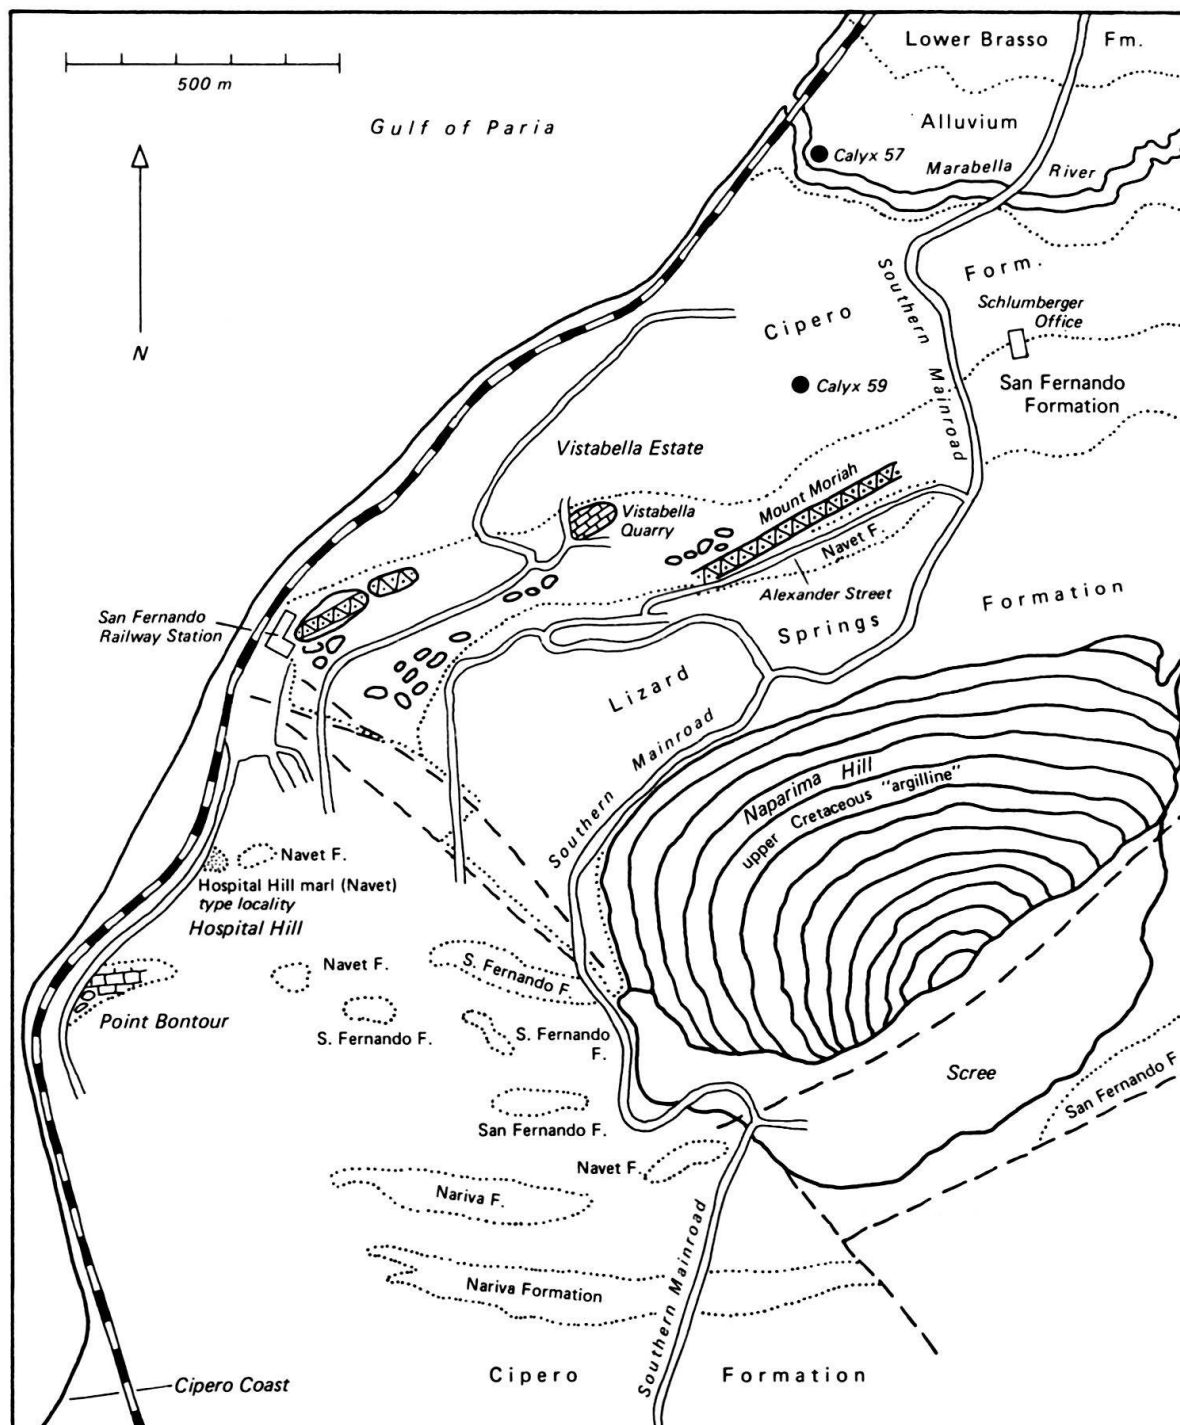 Lower Brasso Fm.
500 m
Gulf of Paria
Alluvium
Calyx 57
Marabella River
N
Southern Mainroad
Form.
Schlumberger
Office
Cipero
Calyx 59
San Fernando
Formation
Vistabella Estate
Mount Moriah
Vistabella
Quarry
Navet F.
Alexander Street
Formation
San Fernando
Railway Station
Springs
Lizard
Southern Mainroad
Naparima Hill
upper Cretaceous "argilline"
Navet F.
Hospital Hill marl (Navet)
type locality
Hospital Hill
Navet F.
S. Fernando F.
Point Bontour
S. Fernando F.
S. Fernando
F.
Scree
San Fernando F
San Fernando F.
Navet F.
Nariva F.
Southern Mainroad
Nariva Formation
Cipero Formation
Cipero Coast